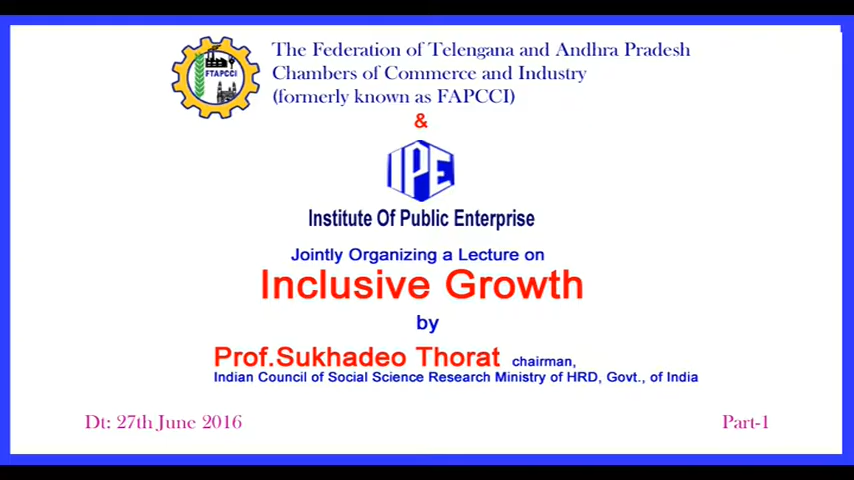 The Federation of Telengana and Andhra Pradesh
Chambers of Commerce and Industry
(formerly known as FAPCCI)
FTAPCCI
&
IPE
Institute Of Public Enterprise
Jointly Organizing a Lecture on
Inclusive Growth
by
Prof.Sukhadeo Thorat chairman,
Indian Council of Social Science Research Ministry of HRD, Govt., of India
Dt: 27th June 2016
Part-1